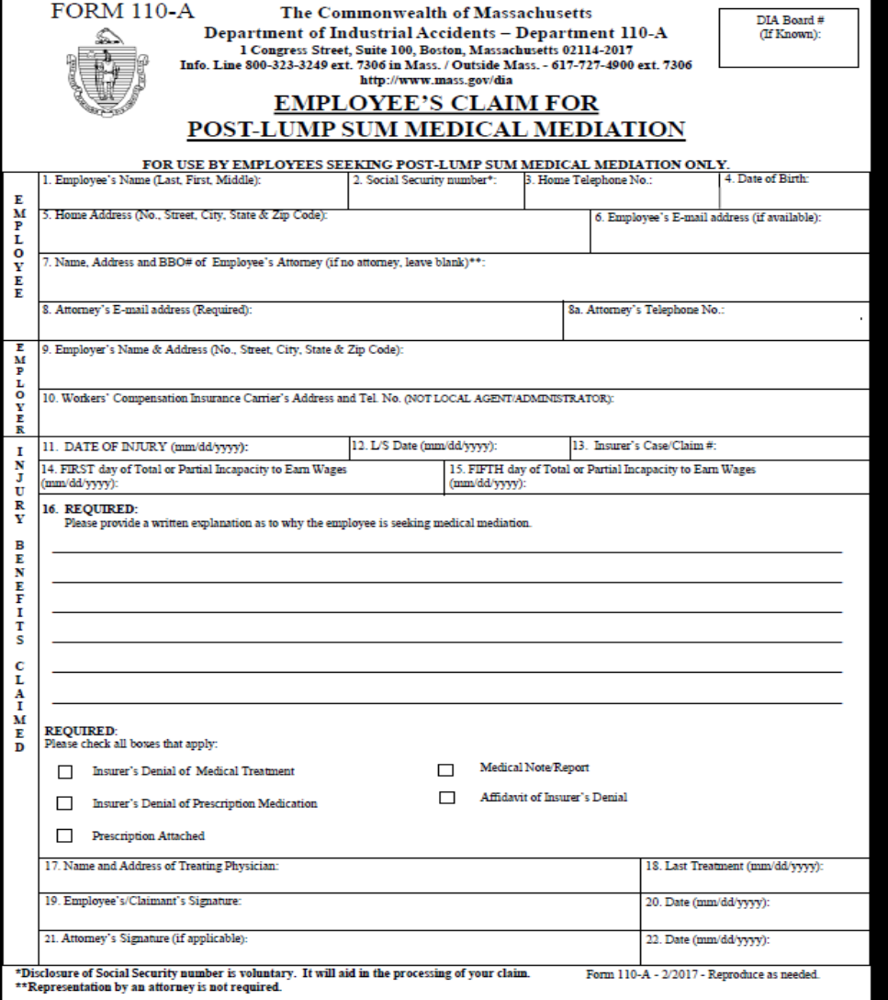 FORM 110-A
The Commonwealth of Massachusetts
Department of Industrial Accidents – Department 110-A
1 Congress Street, Suite 100, Boston, Massachusetts 02114-2017
Info. Line 800-323-3249 ext. 7306 in Mass. / Outside Mass. - 617-727-4900 ext. 7306
http://www.mass.gov/dia
DIA Board #
(If Known):
EMPLOYEE'S CLAIM FOR
POST-LUMP SUM MEDICAL MEDIATION
FOR USE BY EMPLOYEES SEEKING POST-LUMP SUM MEDICAL MEDIATION ONLY.
EMPLOYEE
1. Employee's Name (Last, First, Middle):
2. Social Security number*:
3. Home Telephone No.:
4. Date of Birth:
5. Home Address (No., Street, City, State & Zip Code):
6. Employee's E-mail address (if available):
7. Name, Address and BBO# of Employee's Attorney (if no attorney, leave blank)**:
8. Attorney's E-mail address (Required):
8a. Attorney's Telephone No.:
EMPLOYER
9. Employer's Name & Address (No., Street, City, State & Zip Code):
10. Workers' Compensation Insurance Carrier's Address and Tel. No. (NOT LOCAL AGENT/ADMINISTRATOR):
INJURY BENEFITS CLAIMED
11. DATE OF INJURY (mm/dd/yyyy):
12. L/S Date (mm/dd/yyyy):
13. Insurer's Case/Claim #:
14. FIRST day of Total or Partial Incapacity to Earn Wages
(mm/dd/yyyy):
15. FIFTH day of Total or Partial Incapacity to Earn Wages
(mm/dd/yyyy):
16. REQUIRED:
Please provide a written explanation as to why the employee is seeking medical mediation.
REQUIRED:
Please check all boxes that apply:
Insurer's Denial of Medical Treatment
Medical Note/Report
Insurer's Denial of Prescription Medication
Affidavit of Insurer's Denial
Prescription Attached
17. Name and Address of Treating Physician:
18. Last Treatment (mm/dd/yyyy):
19. Employee's/Claimant's Signature:
20. Date (mm/dd/yyyy):
21. Attorney's Signature (if applicable):
22. Date (mm/dd/yyyy):
*Disclosure of Social Security number is voluntary. It will aid in the processing of your claim.
Form 110-A - 2/2017 - Reproduce as needed.
**Representation by an attorney is not required.